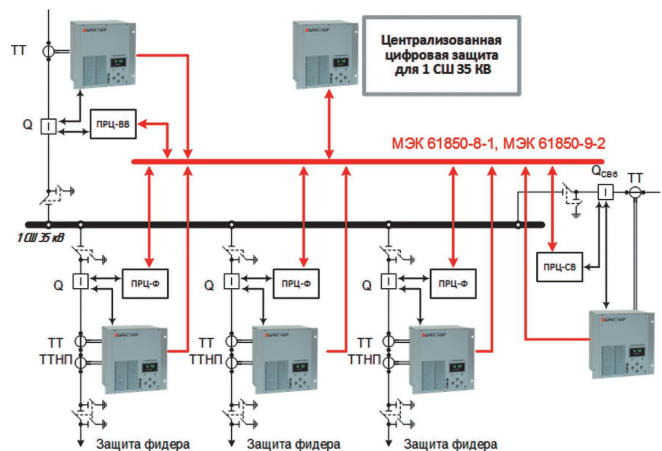 ТТ
Централизованная
цифровая защита
для 1 СШ 35 КВ
Q
ПРЦ-ВВ
МЭК 61850-8-1, МЭК 61850-9-2
QСВб
ТТ
1 СШ 35 кВ
Q
ПРЦ-Ф
Q
ПРЦ-Ф
Q
ПРЦ-Ф
ПРЦ-СВ
ТТ
ТТНП
ТТ
ТТНП
ТТ
ТТНП
Защита фидера
Защита фидера
Защита фидера